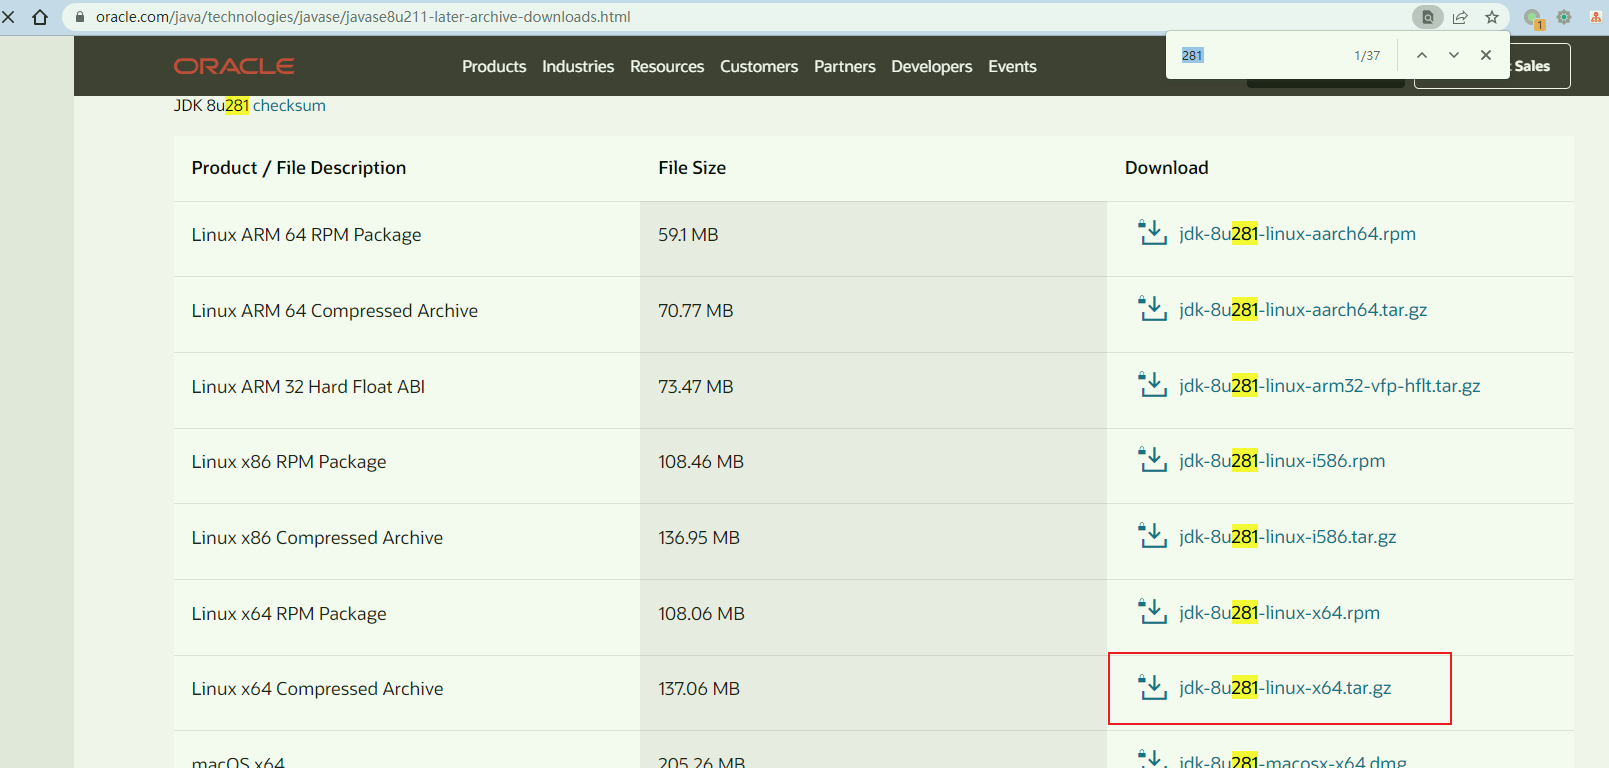 oracle.com/java/technologies/javase/javase8u211-later-archive-downloads.html
1
281 1/37
ORACLE Products Industries Resources Customers Partners Developers Events Sales
JDK 8u281 checksum
Product / File Description File Size Download
Linux ARM 64 RPM Package 59.1 MB jdk-8u281-linux-aarch64.rpm
Linux ARM 64 Compressed Archive 70.77 MB jdk-8u281-linux-aarch64.tar.gz
Linux ARM 32 Hard Float ABI 73.47 MB jdk-8u281-linux-arm32-vfp-hflt.tar.gz
Linux x86 RPM Package 108.46 MB jdk-8u281-linux-i586.rpm
Linux x86 Compressed Archive 136.95 MB jdk-8u281-linux-i586.tar.gz
Linux x64 RPM Package 108.06 MB jdk-8u281-linux-x64.rpm
Linux x64 Compressed Archive 137.06 MB jdk-8u281-linux-x64.tar.gz
macOS x64 205.26 MB jdk-8u281-macosx-x64.dmg